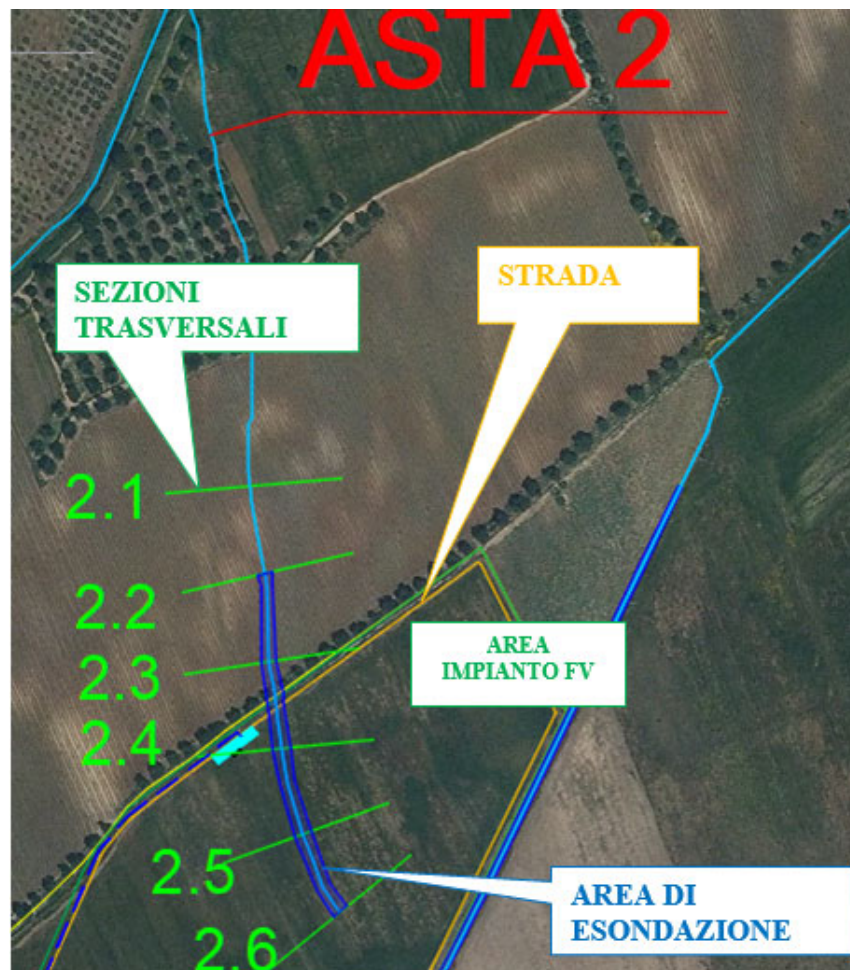 ASTA 2
SEZIONI
TRASVERSALI
STRADA
2.1
2.2
AREA
IMPIANTO FV
2.3
2.4
2.5
AREA DI
ESONDAZIONE
2.6